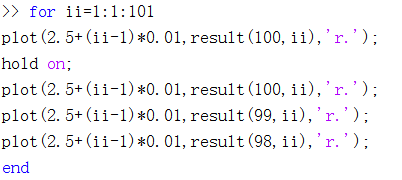 >> for ii=1:1:101
plot(2.5+(ii-1)*0.01,result(100,ii),'r.');
hold on;
plot(2.5+(ii-1)*0.01,result(100,ii),'r.');
plot(2.5+(ii-1)*0.01,result(99,ii),'r.');
plot(2.5+(ii-1)*0.01,result(98,ii),'r.');
end